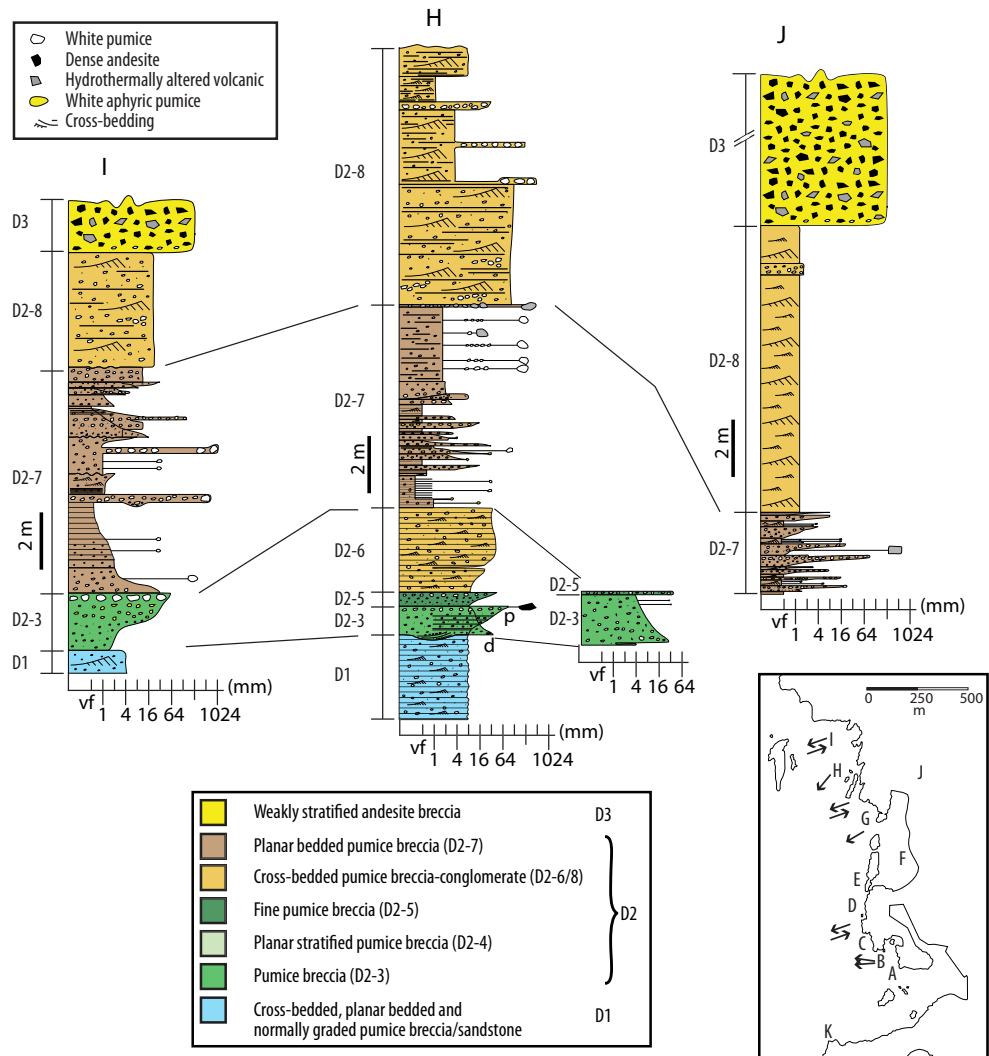 H
J
White pumice
Dense andesite
Hydrothermally altered volcanic
White aphyric pumice
Cross-bedding
I
D3
D2-8
D2-7
2 m
D2-3
D1
vf 1 4 16 64 1024 (mm)
D2-8
D2-7
2 m
D2-6
D2-5
D2-3
D1
p
d
vf 1 4 16 64 1024 (mm)
D2-5
D2-3
vf 1 4 16 64
D3
D2-8
2 m
D2-7
vf 1 4 16 64 1024 (mm)
Weakly stratified andesite breccia D3
Planar bedded pumice breccia (D2-7)
Cross-bedded pumice breccia-conglomerate (D2-6/8)
Fine pumice breccia (D2-5)
D2
Planar stratified pumice breccia (D2-4)
Pumice breccia (D2-3)
Cross-bedded, planar bedded and
normally graded pumice breccia/sandstone D1
0 250 500
m
I
H
J
G
F
E
D
C
B
A
K